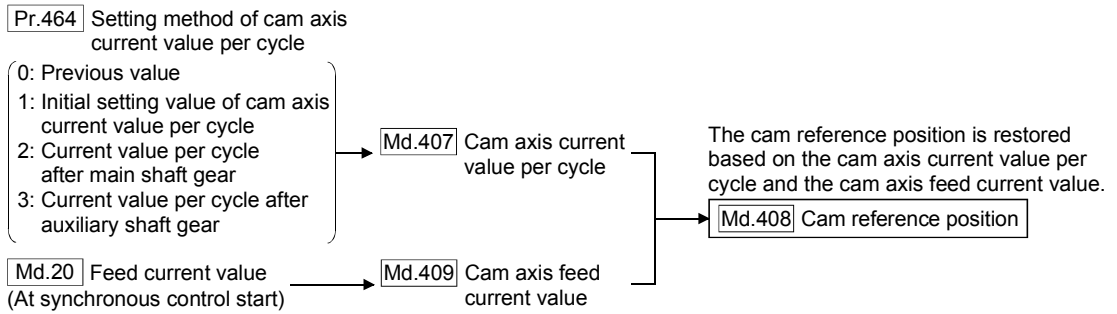 Pr.464 Setting method of cam axis
current value per cycle
0: Previous value
1: Initial setting value of cam axis
current value per cycle
2: Current value per cycle
after main shaft gear
3: Current value per cycle after
auxiliary shaft gear
Md.407 Cam axis current
value per cycle
The cam reference position is restored
based on the cam axis current value per
cycle and the cam axis feed current value.
Md.408 Cam reference position
Md.20 Feed current value
(At synchronous control start)
Md.409 Cam axis feed
current value